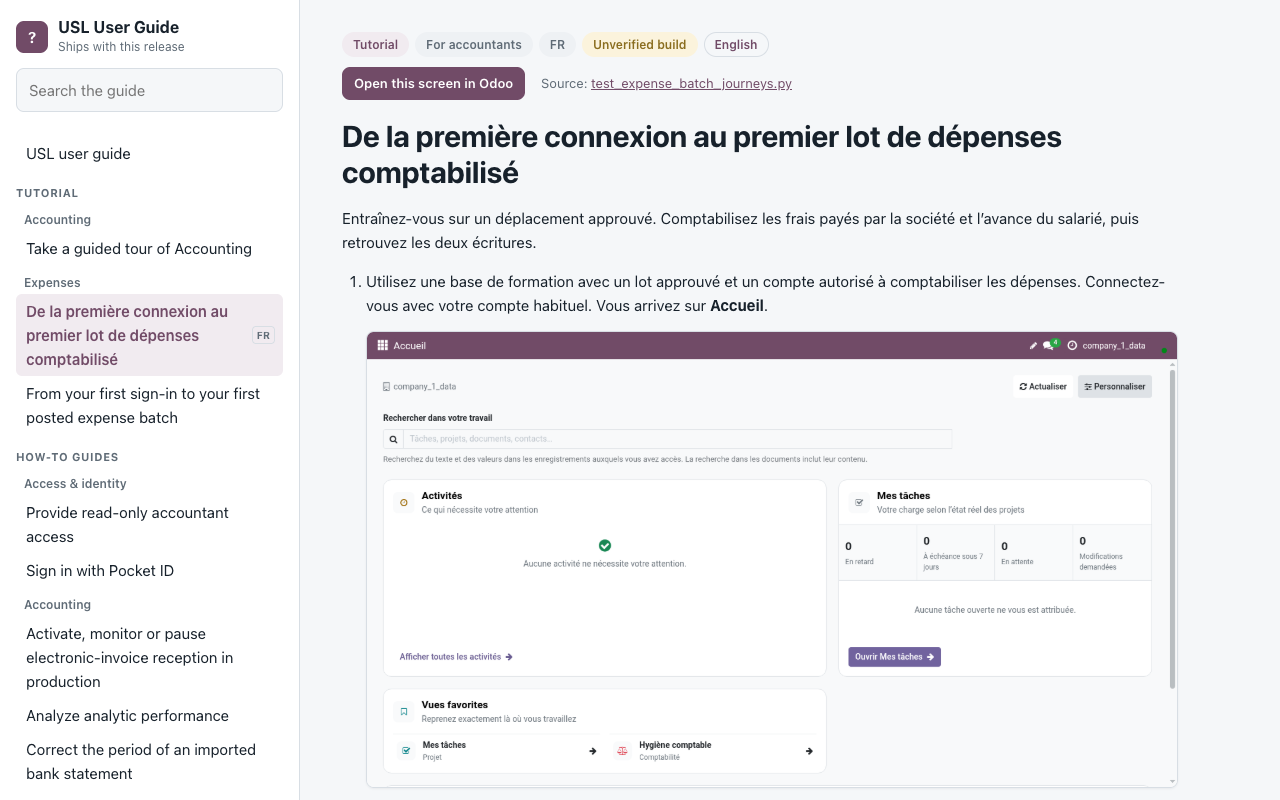 ?
USL User Guide
Ships with this release
Search the guide
USL user guide
TUTORIAL
Accounting
Take a guided tour of Accounting
Expenses
De la première connexion au
premier lot de dépenses
comptabilisé
FR
From your first sign-in to your first
posted expense batch
HOW-TO GUIDES
Access & identity
Provide read-only accountant
access
Sign in with Pocket ID
Accounting
Activate, monitor or pause
electronic-invoice reception in
production
Analyze analytic performance
Correct the period of an imported
bank statement
Tutorial
For accountants
FR
Unverified build
English
Open this screen in Odoo
Source: test_expense_batch_journeys.py
De la première connexion au premier lot de dépenses
comptabilisé
Entraînez-vous sur un déplacement approuvé. Comptabilisez les frais payés par la société et l’avance du salarié, puis
retrouvez les deux écritures.
1. Utilisez une base de formation avec un lot approuvé et un compte autorisé à comptabiliser les dépenses. Connectez-
vous avec votre compte habituel. Vous arrivez sur Accueil.
Accueil
4
company_1_data
company_1_data
Actualiser
Personnaliser
Rechercher dans votre travail
Tâches, projets, documents, contacts...
Recherchez du texte et des valeurs dans les enregistrements auxquels vous avez accès. La recherche dans les documents inclut leur contenu.
Activités
Ce qui nécessite votre attention
Aucune activité ne nécessite votre attention.
Afficher toutes les activités
Mes tâches
Votre charge selon l'état réel des projets
0
En retard
0
À échéance sous 7
jours
0
En attente
0
Modifications
demandées
Aucune tâche ouverte ne vous est attribuée.
Ouvrir Mes tâches
Vues favorites
Reprenez exactement là où vous travaillez
Mes tâches
Projet
Hygiène comptable
Comptabilité